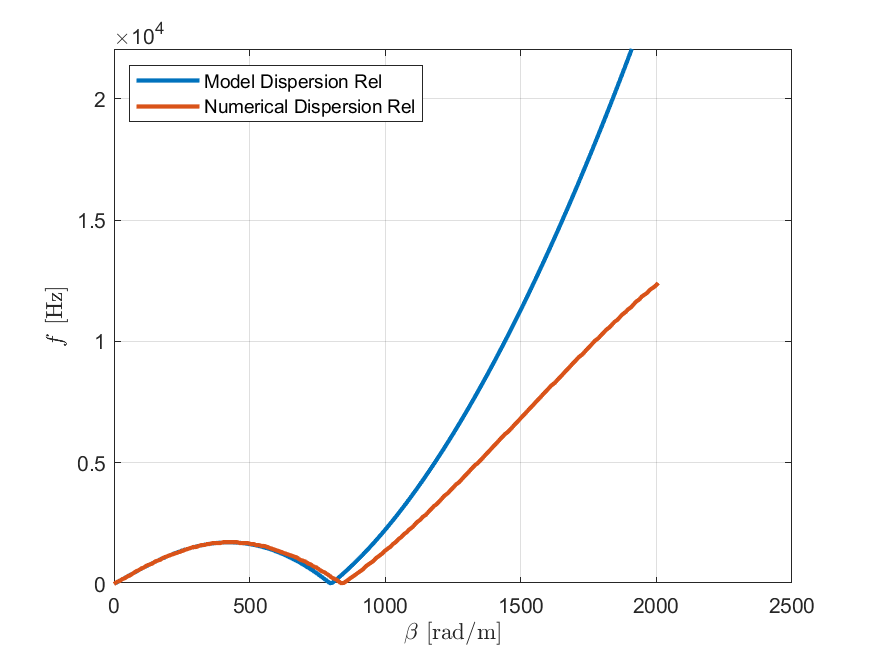 ×10⁴
Model Dispersion Rel
Numerical Dispersion Rel
2
1.5
1
0.5
0
f [Hz]
0 500 1000 1500 2000 2500
β [rad/m]